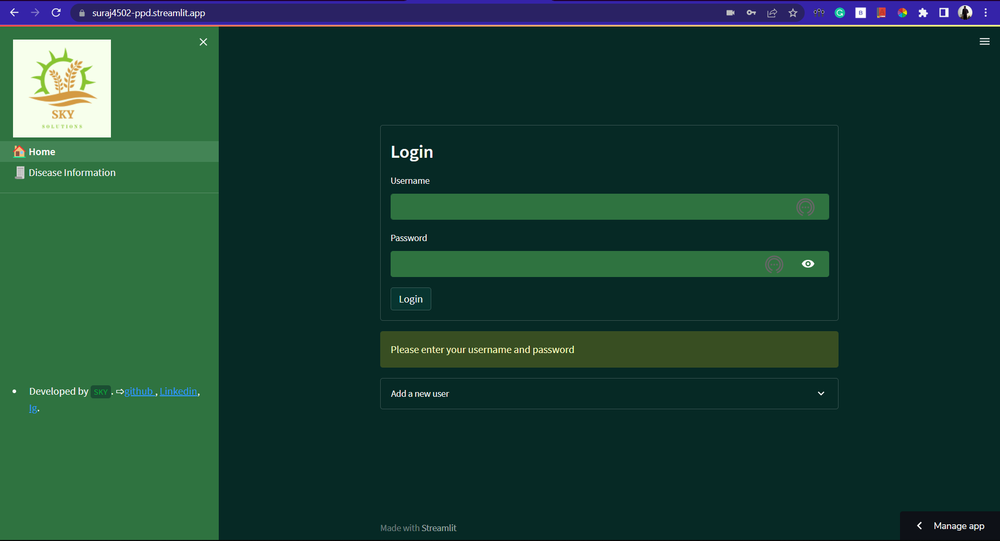 suraj4502-ppd.streamlit.app
SKY
SOLUTIONS
Home
Disease Information
Developed by SKY. ⇨github , Linkedin,
Ig.
Login
Username
Password
Login
Please enter your username and password
Add a new user
Made with Streamlit
Manage app